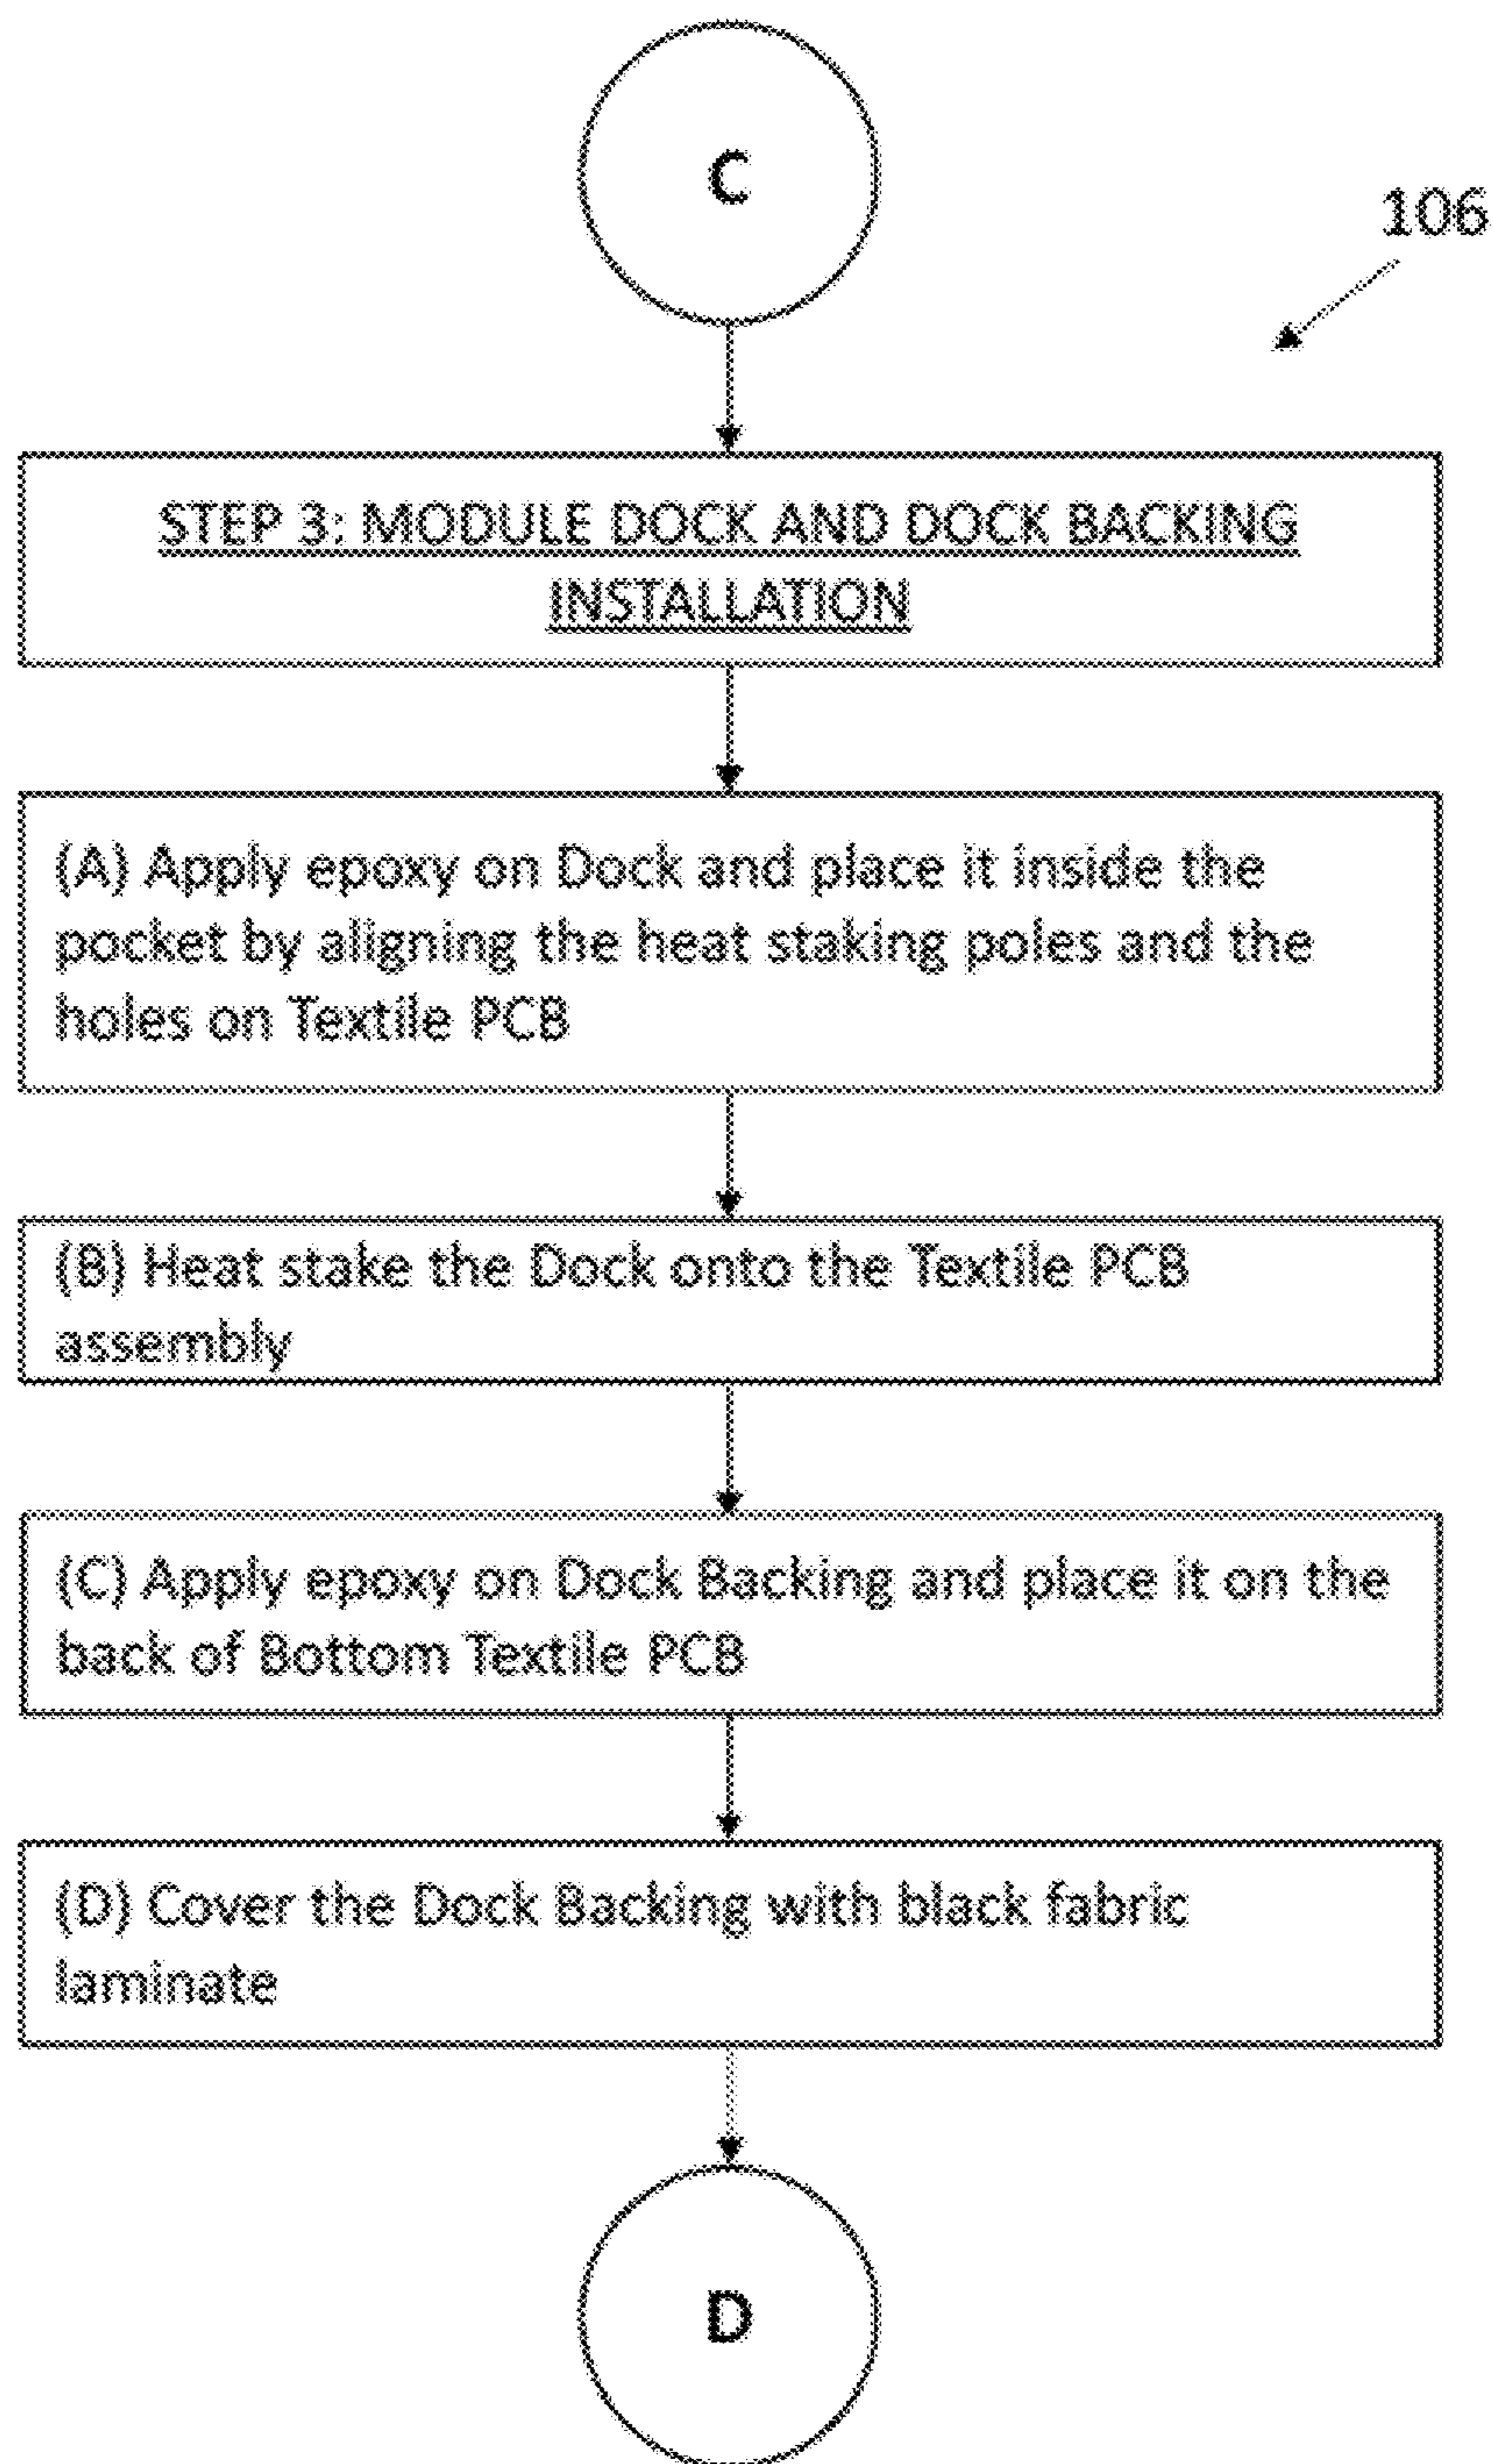 C
106
STEP 3: MODULE DOCK AND DOCK BACKING
INSTALLATION
(A) Apply epoxy on Dock and place it inside the
pocket by aligning the heat staking poles and the
holes on Textile PCB
(B) Heat stake the Dock onto the Textile PCB
assembly
(C) Apply epoxy on Dock Backing and place it on the
back of Bottom Textile PCB
(D) Cover the Dock Backing with black fabric
laminate
D